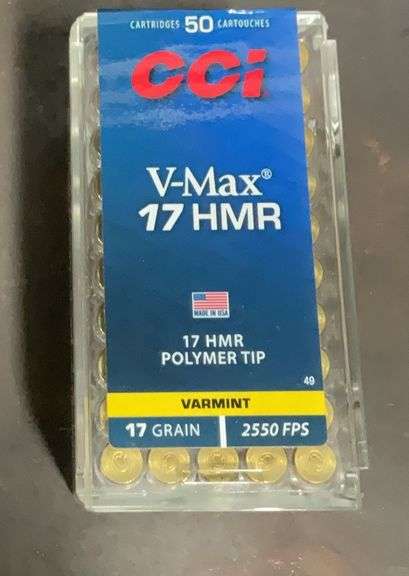 CARTRIDGES 50 CARTOUCHES
CCi
V-Max®
17 HMR
MADE IN USA
17 HMR
POLYMER TIP
49
VARMINT
17 GRAIN 2550 FPS